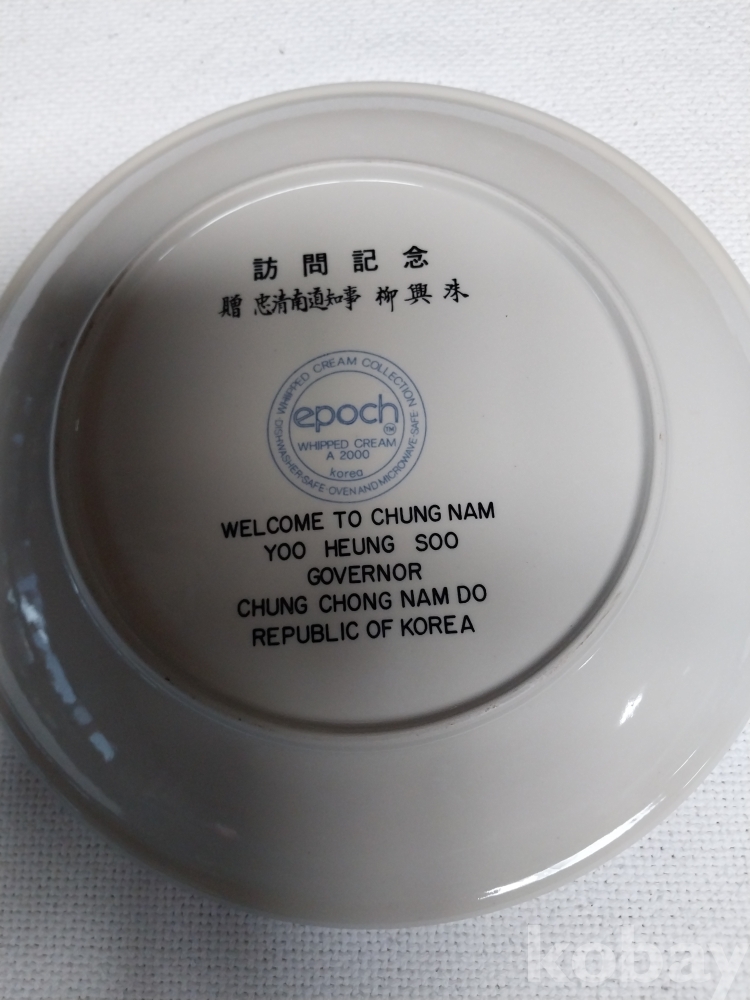 訪問記念
贈 忠清南道知事 柳興洙
WHIPPED CREAM COLLECTION
epoch TM
WHIPPED CREAM
A 2000
korea
DISHWASHER-SAFE·OVEN AND MICROWAVE-SAFE
WELCOME TO CHUNG NAM
YOO HEUNG SOO
GOVERNOR
CHUNG CHONG NAM DO
REPUBLIC OF KOREA
kobay